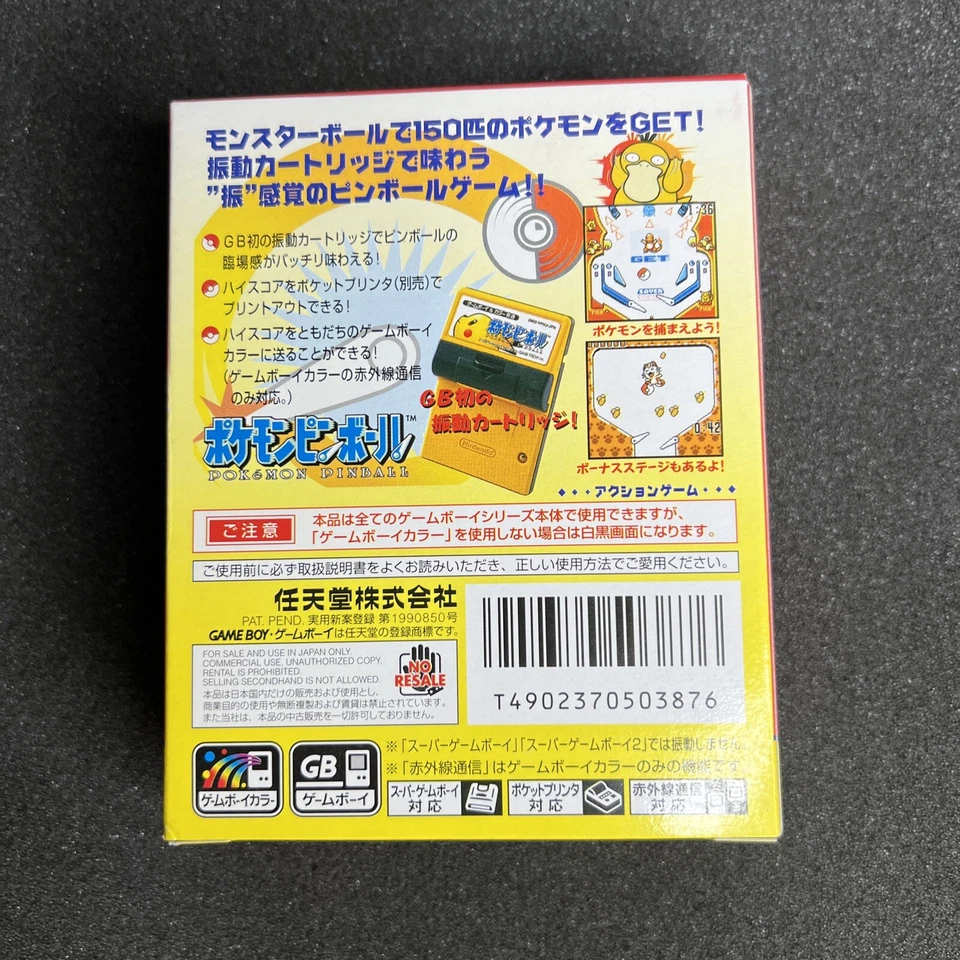 モンスターボールで150匹のポケモンをGET!
振動カートリッジで味わう
"振"感覚のピンボールゲーム!!
GB初の振動カートリッジでピンボールの
臨場感がバッチリ味わえる!
ハイスコアをポケットプリンタ(別売)で
プリントアウトできる!
ハイスコアをともだちのゲームボーイ
カラーに送ることができる!
(ゲームボーイカラーの赤外線通信
のみ対応。)
ポケモンピンボール™
POKéMON PINBALL
ポケモンピンボール
Nintendo
GB初の
振動カートリッジ!
1:36
GET
SAVER
ポケモンを捕まえよう!
0:42
ボーナスステージもあるよ!
◆・・・アクションゲーム・・・◆
ご注意
本品は全てのゲームボーイシリーズ本体で使用できますが、
「ゲームボーイカラー」を使用しない場合は白黒画面になります。
ご使用前に必ず取扱説明書をよくお読みいただき、正しい使用方法でご愛用ください。
任天堂株式会社
PAT. PEND. 実用新案登録 第1990850号
GAME BOY・ゲームボーイは任天堂の登録商標です。
FOR SALE AND USE IN JAPAN ONLY.
COMMERCIAL USE, UNAUTHORIZED COPY,
RENTAL IS PROHIBITED.
SELLING SECONDHAND IS NOT ALLOWED.
本品は日本国内だけの販売および使用とし、
商業目的の使用や無断複製および賃貸は禁止されています。
また当社は、本品の中古販売を一切許可しておりません。
NO
RESALE
T4902370503876
※「スーパーゲームボーイ」「スーパーゲームボーイ2」では振動しません。
※「赤外線通信」はゲームボーイカラーのみの機能です
ゲームボーイカラー
GB
ゲームボーイ
スーパーゲームボーイ
対応
ポケットプリンタ
対応
赤外線通信
対応